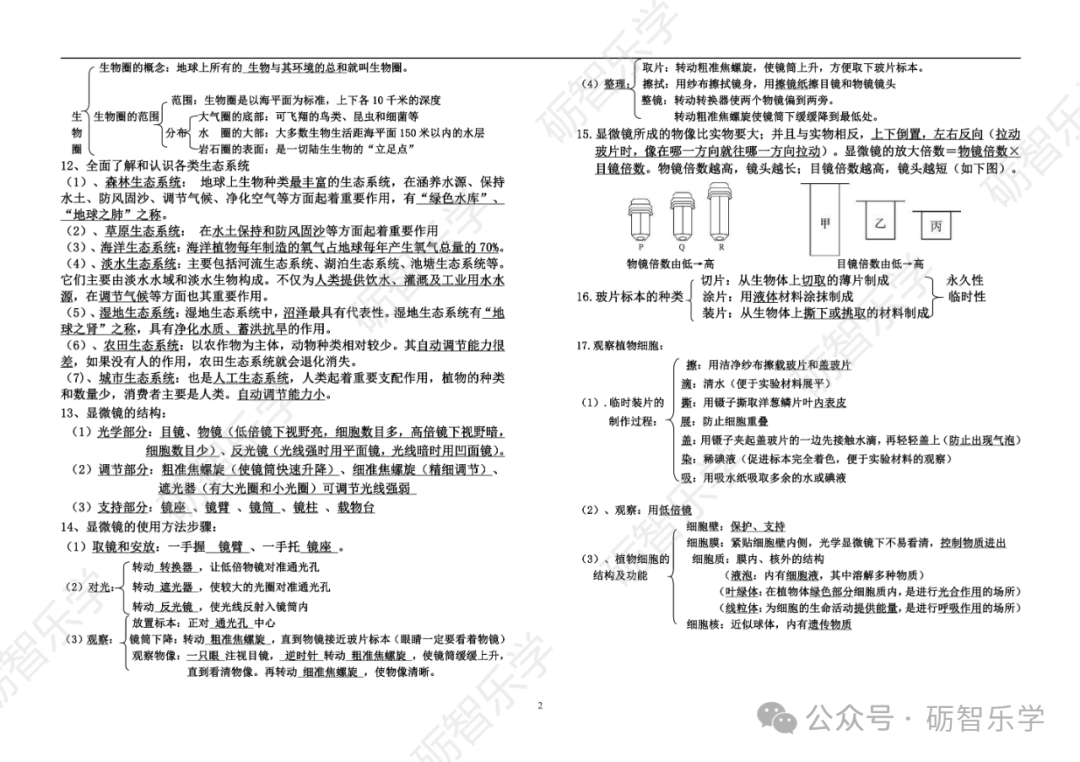 生物圈的概念：地球上所有的 生物与其环境的总和就叫生物圈。
范围：生物圈是以海平面为标准，上下各10千米的深度
生 生物圈的范围 大气圈的底部：可飞翔的鸟类、昆虫和细菌等
物 分布 水 圈的大部：大多数生物生活距海平面150米以内的水层
圈 岩石圈的表面：是一切陆生生物的“立足点”
12、全面了解和认识各类生态系统
（1）、森林生态系统： 地球上生物种类最丰富的生态系统，在涵养水源、保持
水土、防风固沙、调节气候、净化空气等方面起着重要作用，有“绿色水库”、
“地球之肺”之称。
（2）、草原生态系统： 在水土保持和防风固沙等方面起着重要作用
（3）、海洋生态系统：海洋植物每年制造的氧气占地球每年产生氧气总量的70%。
（4）、淡水生态系统：主要包括河流生态系统、湖泊生态系统、池塘生态系统等。
它们主要由淡水水域和淡水生物构成。不仅为人类提供饮水、灌溉及工业用水水
源，在调节气候等方面也其重要作用。
（5）、湿地生态系统：湿地生态系统中，沼泽最具有代表性。湿地生态系统有“地
球之肾”之称，具有净化水质、蓄洪抗旱的作用。
（6）、农田生态系统：以农作物为主体，动物种类相对较少。其自动调节能力很
差，如果没有人的作用，农田生态系统就会退化消失。
（7）、城市生态系统：也是人工生态系统，人类起着重要支配作用，植物的种类
和数量少，消费者主要是人类。自动调节能力小。
13、显微镜的结构：
（1）光学部分：目镜、物镜（低倍镜下视野亮，细胞数目多，高倍镜下视野暗，
细胞数目少）、反光镜（光线强时用平面镜，光线暗时用凹面镜）。
（2）调节部分：粗准焦螺旋（使镜筒快速升降）、细准焦螺旋（精细调节）、
遮光器（有大光圈和小光圈）可调节光线强弱
（3）支持部分：镜座 、镜臂 、镜筒 、镜柱 、载物台
14、显微镜的使用方法步骤：
（1）取镜和安放：一手握 镜臂 、一手托 镜座 。
转动 转换器 ，让低倍物镜对准通光孔
（2）对光： 转动 遮光器 ，使较大的光圈对准通光孔
转动 反光镜 ，使光线反射入镜筒内
放置标本：正对 通光孔 中心
（3）观察： 镜筒下降：转动 粗准焦螺旋 ，直到物镜接近玻片标本（眼睛一定要看着物镜）
观察物像：一只眼 注视目镜， 逆时针 转动 粗准焦螺旋 ，使镜筒缓缓上升，
直到看清物像。再转动 细准焦螺旋 ，使物像清晰。
取片：转动粗准焦螺旋，使镜筒上升，方便取下玻片标本。
（4）整理： 擦拭：用纱布擦拭镜身，用擦镜纸擦目镜和物镜镜头
整镜：转动转换器使两个物镜偏到两旁。
转动粗准焦螺旋使镜筒下缓缓降到最低处。
15.显微镜所成的物像比实物要大；并且与实物相反，上下倒置，左右反向（拉动
玻片时，像在哪一方向就往哪一方向拉动）。显微镜的放大倍数＝物镜倍数×
目镜倍数。物镜倍数越高，镜头越长；目镜倍数越高，镜头越短（如下图）。
甲 乙 丙
P Q R
物镜倍数由低→高 目镜倍数由低→高
切片：从生物体上切取的薄片制成 永久性
16.玻片标本的种类 涂片：用液体材料涂抹制成 临时性
装片：从生物体上撕下或挑取的材料制成
17.观察植物细胞：
擦：用洁净纱布擦载玻片和盖玻片
滴：清水（便于实验材料展平）
（1）.临时装片的 撕：用镊子撕取洋葱鳞片叶内表皮
制作过程： 展：防止细胞重叠
盖：用镊子夹起盖玻片的一边先接触水滴，再轻轻盖上（防止出现气泡）
染：稀碘液（促进标本完全着色，便于实验材料的观察）
吸：用吸水纸吸取多余的水或碘液
（2）、观察：用低倍镜
细胞壁：保护、支持
细胞膜：紧贴细胞壁内侧，光学显微镜下不易看清，控制物质进出
（3）、植物细胞的 细胞质：膜内、核外的结构
结构及功能 （液泡：内有细胞液，其中溶解多种物质）
（叶绿体：在植物体绿色部分细胞质内，是进行光合作用的场所）
（线粒体：为细胞的生命活动提供能量，是进行呼吸作用的场所）
细胞核：近似球体，内有遗传物质
2
公众号 · 砺智乐学
砺智乐学